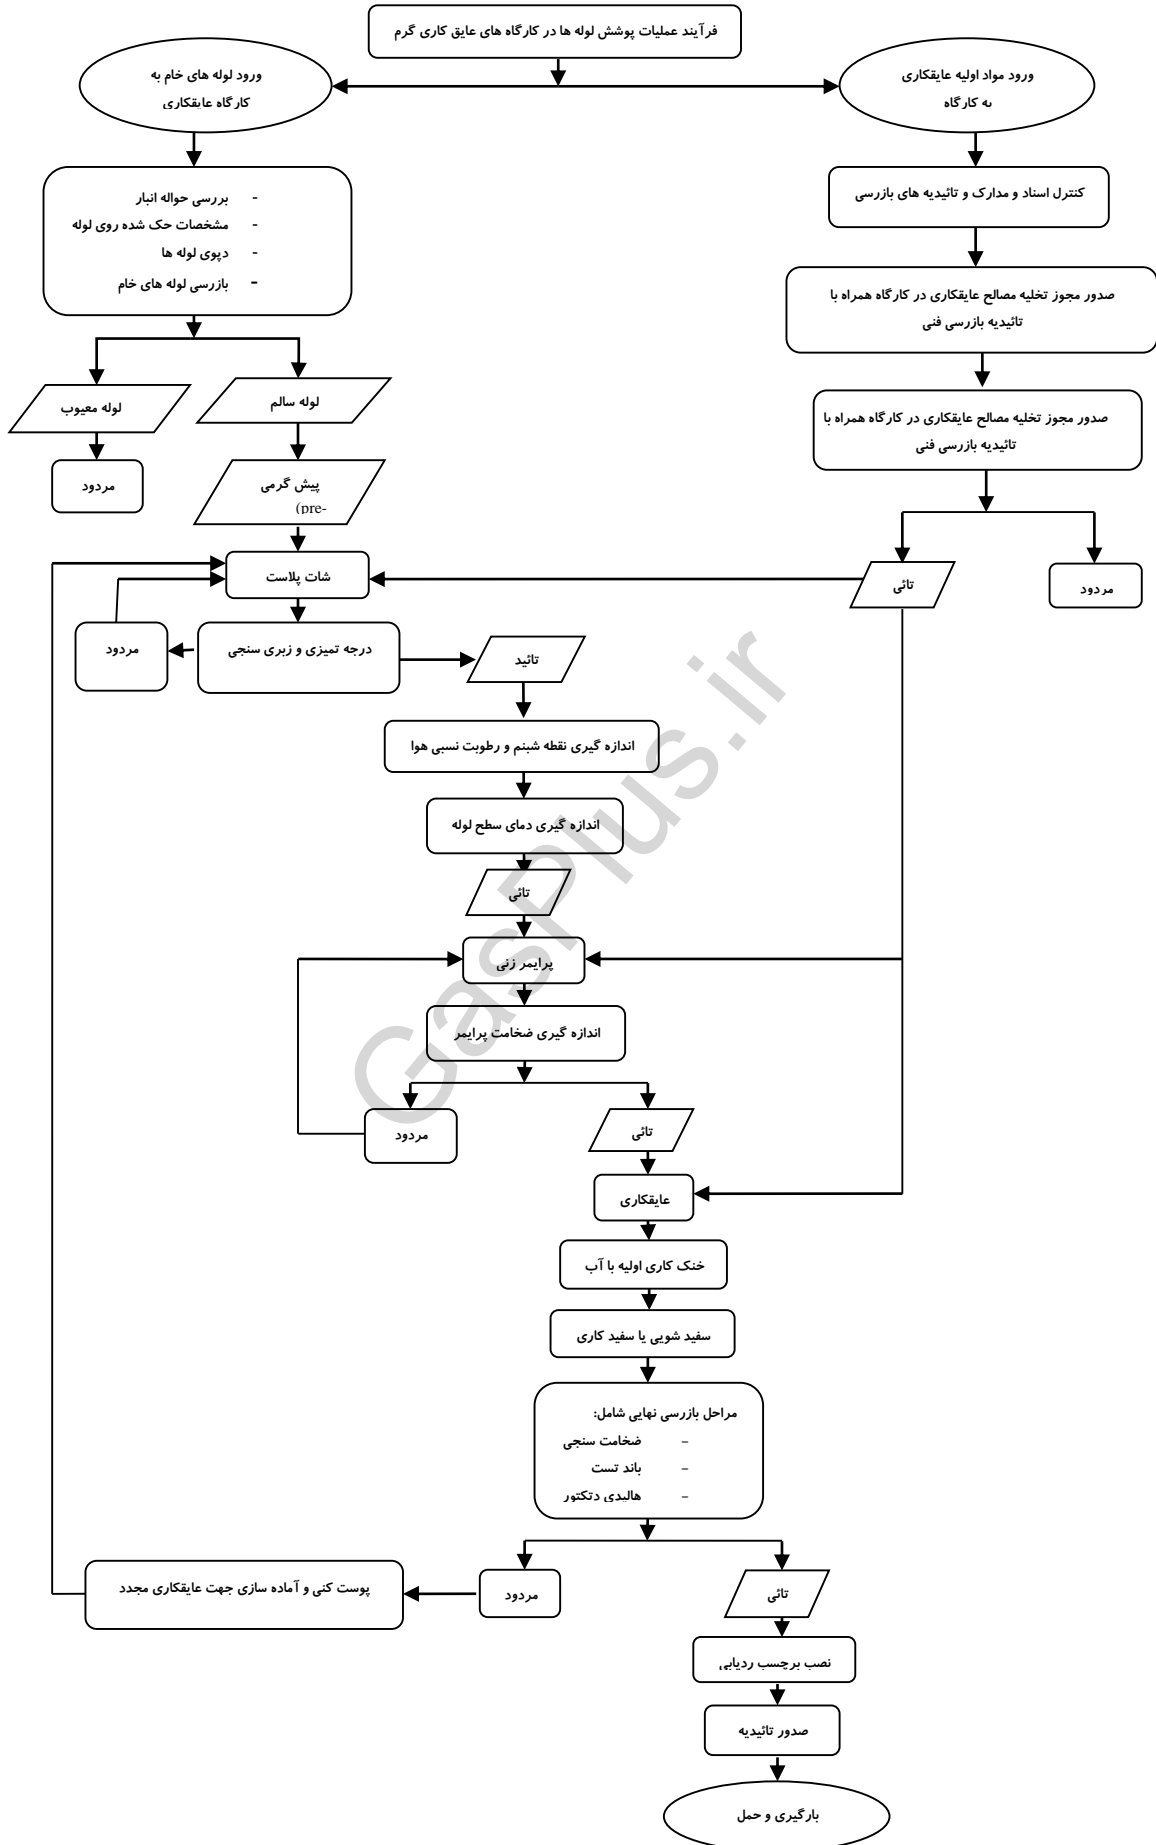 فرآیند عملیات پوشش لوله ها در کارگاه های عایق کاری گرم
ورود مواد اولیه عایقکاری
به کارگاه
ورود لوله های خام به
کارگاه عایقکاری
کنترل اسناد و مدارک و تائیدیه های بازرسی
- بررسی حواله انبار
- مشخصات حک شده روی لوله
- دپوی لوله ها
- بازرسی لوله های خام
صدور مجوز تخلیه مصالح عایقکاری در کارگاه همراه با
تائیدیه بازرسی فنی
صدور مجوز تخلیه مصالح عایقکاری در کارگاه همراه با
تائیدیه بازرسی فنی
لوله سالم
لوله معیوب
مردود
پیش گرمی
(pre-
شات پلاست
تائی
مردود
درجه تمیزی و زبری سنجی
مردود
تائید
اندازه گیری نقطه شبنم و رطوبت نسبی هوا
اندازه گیری دمای سطح لوله
تائی
پرایمر زنی
اندازه گیری ضخامت پرایمر
مردود
تائی
عایقکاری
خنک کاری اولیه با آب
سفید شویی یا سفید کاری
مراحل بازرسی نهایی شامل:
- ضخامت سنجی
- باند تست
- هالیدی دتکتور
تائی
مردود
پوست کنی و آماده سازی جهت عایقکاری مجدد
نصب برچسب ردیابی
صدور تائیدیه
بارگیری و حمل
GasPlus.ir